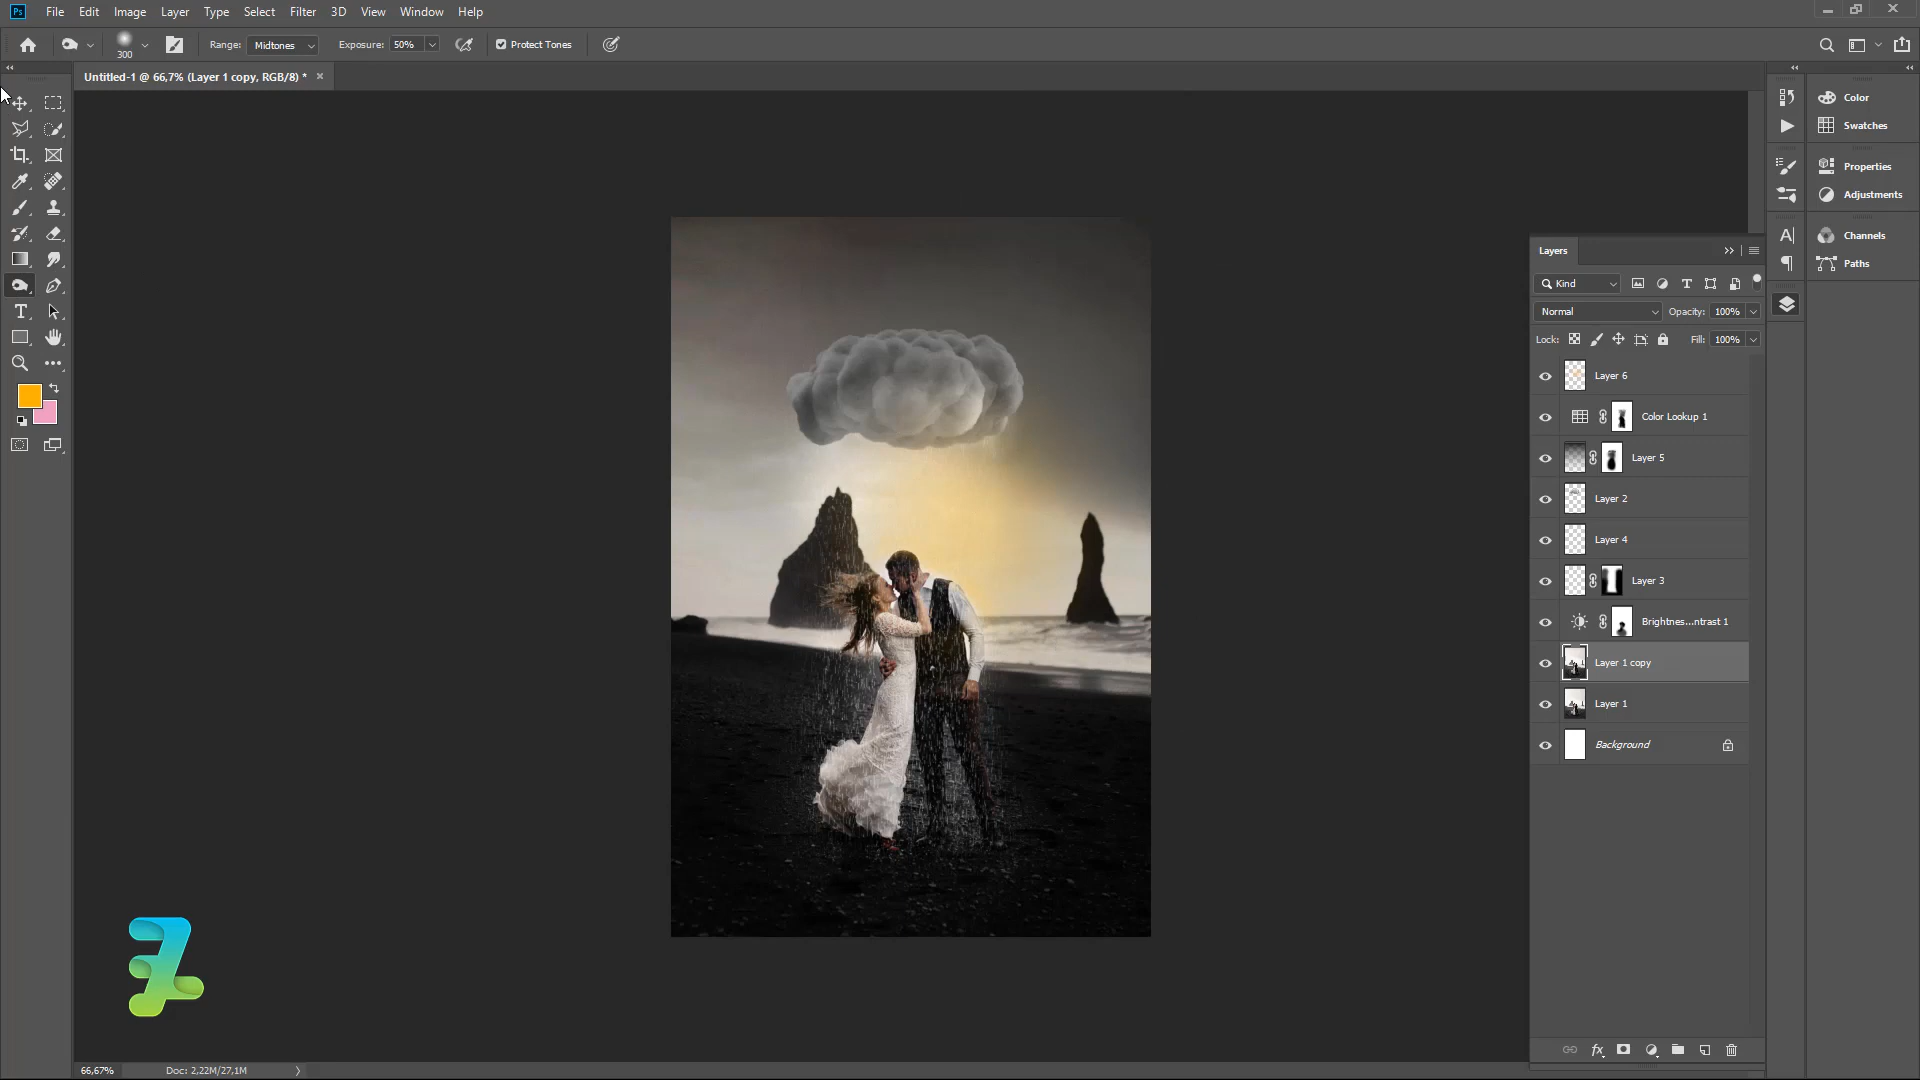 Ps File Edit Image Layer Type Select Filter 3D View Window Help
300 Range: Midtones Exposure: 50% Protect Tones
Untitled-1 @ 66,7% (Layer 1 copy, RGB/8) * ×
Color
Swatches
Properties
Adjustments
Channels
Paths
Layers
Kind
Normal Opacity: 100%
Lock: Fill: 100%
Layer 6
Color Lookup 1
Layer 5
Layer 2
Layer 4
Layer 3
Brightnes...ntrast 1
Layer 1 copy
Layer 1
Background
fx
66,67% Doc: 2,22M/27,1M